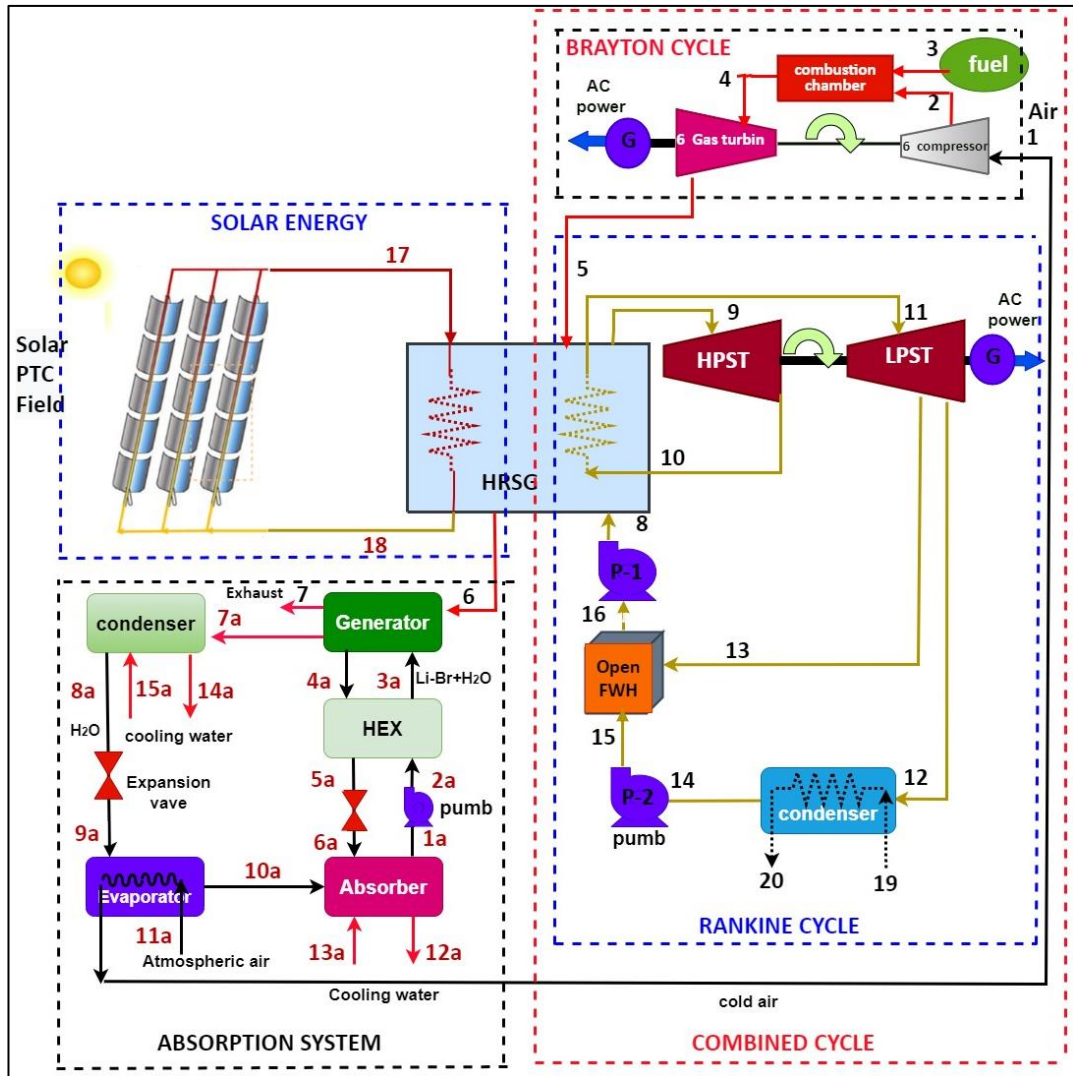 BRAYTON CYCLE
3
fuel
4
combustion
chamber
2
AC
power
Air
1
G
6 Gas turbin
6 compressor
SOLAR ENERGY
17
5
9
11
AC
power
Solar
PTC
Field
HPST
LPST
G
HRSG
10
8
18
P-1
Exhaust
7
6
condenser
7a
Generator
16
13
Open
FWH
8a
15a
14a
4a
3a
Li-Br+H2O
H2O
cooling water
HEX
15
Expansion
vave
5a
2a
14
12
P-2
condenser
pumb
pumb
9a
6a
1a
20
19
10a
Evaporator
Absorber
RANKINE CYCLE
11a
Atmospheric air
13a
12a
Cooling water
cold air
ABSORPTION SYSTEM
COMBINED CYCLE